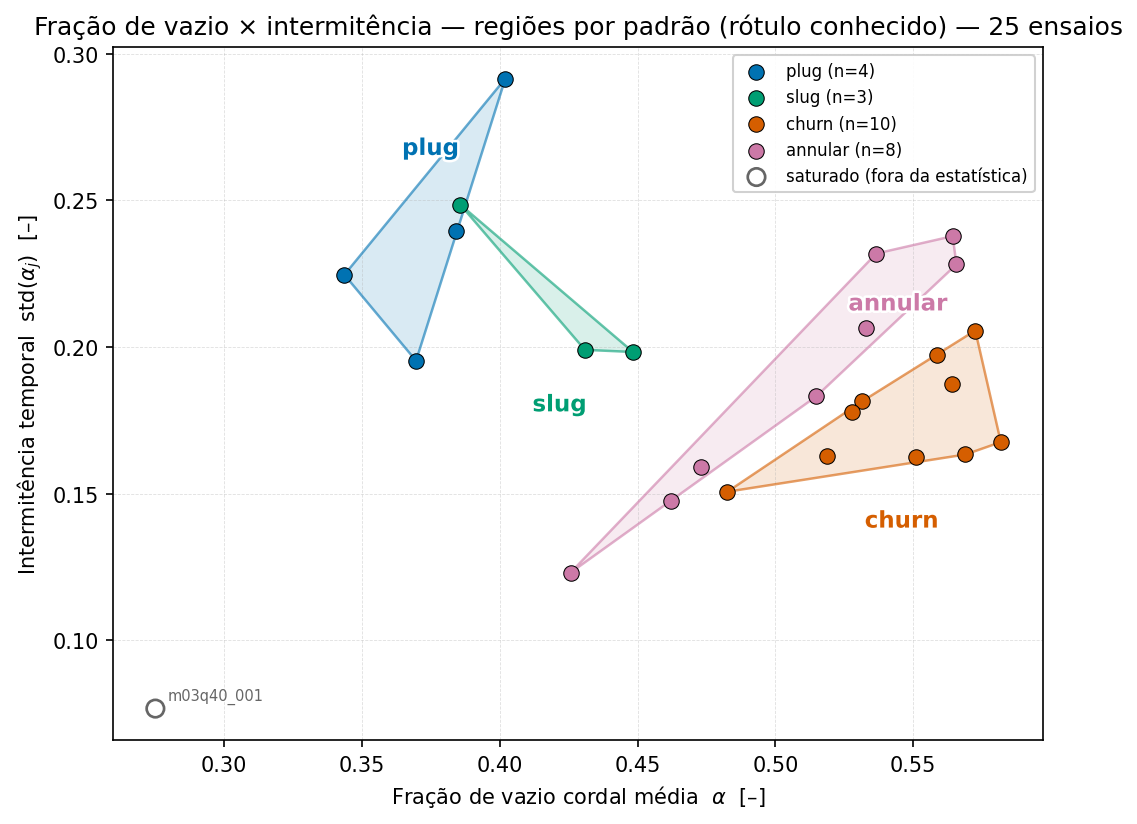 Fração de vazio × intermitência — regiões por padrão (rótulo conhecido) — 25 ensaios
0.30
0.25
0.20
0.15
0.10
Intermitência temporal std(αⱼ) [–]
plug (n=4)
slug (n=3)
churn (n=10)
annular (n=8)
saturado (fora da estatística)
plug
annular
slug
churn
m03q40_001
0.30
0.35
0.40
0.45
0.50
0.55
Fração de vazio cordal média α [–]